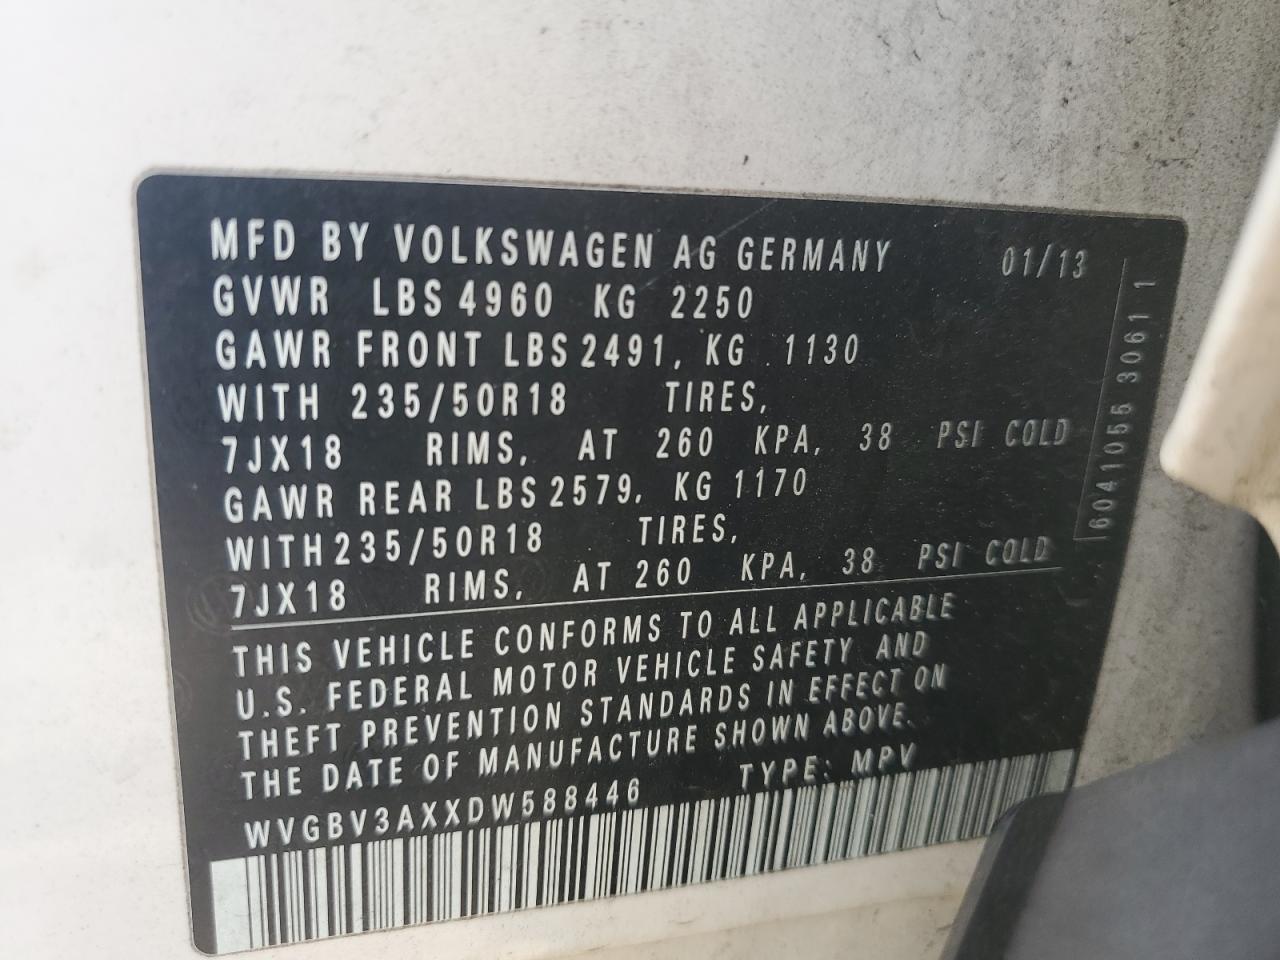 MFD BY VOLKSWAGEN AG GERMANY 01/13
GVWR LBS 4960 KG 2250
GAWR FRONT LBS 2491, KG 1130
WITH 235/50R18 TIRES,
7JX18 RIMS, AT 260 KPA, 38 PSI COLD
GAWR REAR LBS 2579, KG 1170
WITH 235/50R18 TIRES,
7JX18 RIMS, AT 260 KPA, 38 PSI COLD
THIS VEHICLE CONFORMS TO ALL APPLICABLE
U.S. FEDERAL MOTOR VEHICLE SAFETY AND
THEFT PREVENTION STANDARDS IN EFFECT ON
THE DATE OF MANUFACTURE SHOWN ABOVE.
WVGBV3AXXDW588446 TYPE: MPV
6041055 3061 1